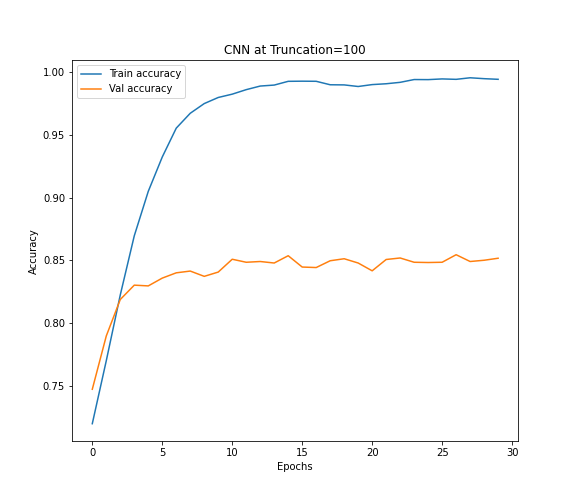 CNN at Truncation=100
Train accuracy
Val accuracy
1.00
0.95
0.90
0.85
0.80
0.75
Accuracy
0 5 10 15 20 25 30
Epochs